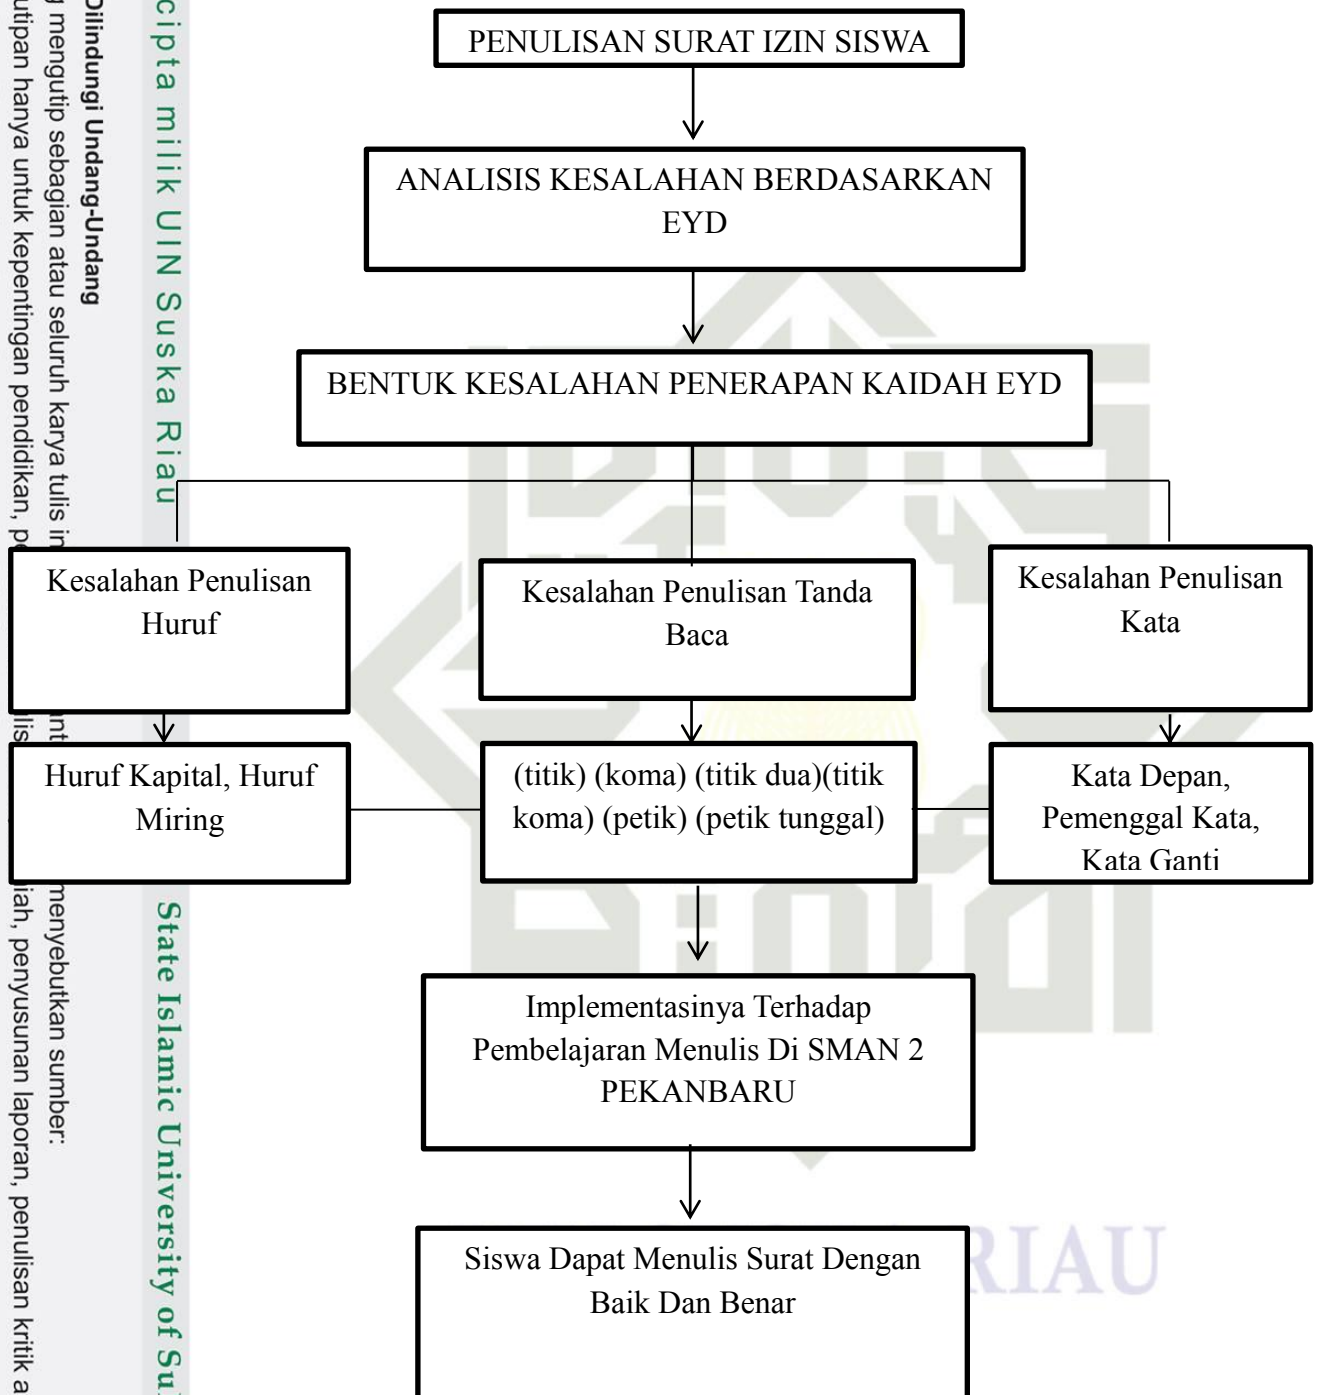 PENULISAN SURAT IZIN SISWA
ANALISIS KESALAHAN BERDASARKAN
EYD
BENTUK KESALAHAN PENERAPAN KAIDAH EYD
Kesalahan Penulisan
Huruf
Kesalahan Penulisan Tanda
Baca
Kesalahan Penulisan
Kata
Huruf Kapital, Huruf
Miring
(titik) (koma) (titik dua)(titik
koma) (petik) (petik tunggal)
Kata Depan,
Pemenggal Kata,
Kata Ganti
Implementasinya Terhadap
Pembelajaran Menulis Di SMAN 2
PEKANBARU
Siswa Dapat Menulis Surat Dengan
Baik Dan Benar
RIAU
cipta milik UIN Suska Riau
State Islamic University of Sul
Dilindungi Undang-Undang
mengutip sebagian atau seluruh karya tulis menyebutkan sumber:
utipan hanya untuk kepentingan pendidikan, penyusunan laporan, penulisan kritik a